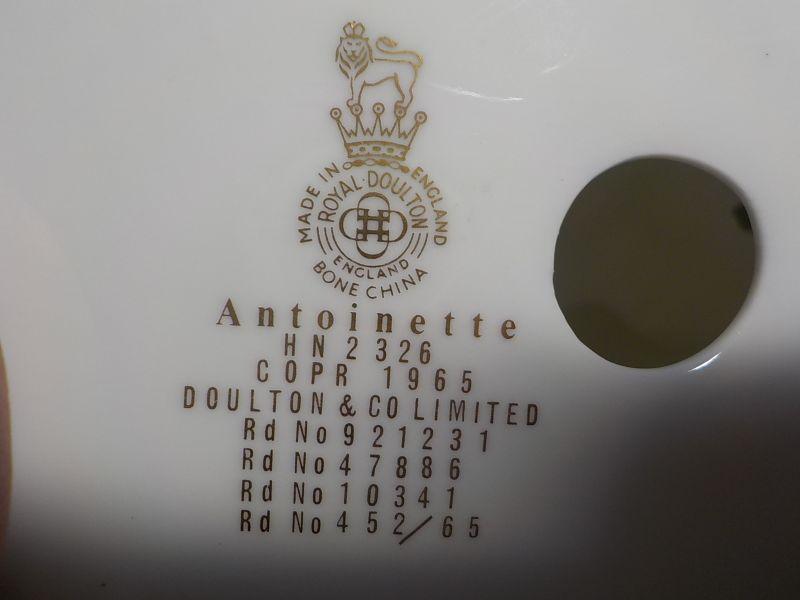 MADE IN ENGLAND
ROYAL·DOULTON
ENGLAND
BONE CHINA
Antoinette
HN 2326
COPR 1965
DOULTON & CO LIMITED
Rd No 921231
Rd No 47886
Rd No 10341
Rd No 452/65